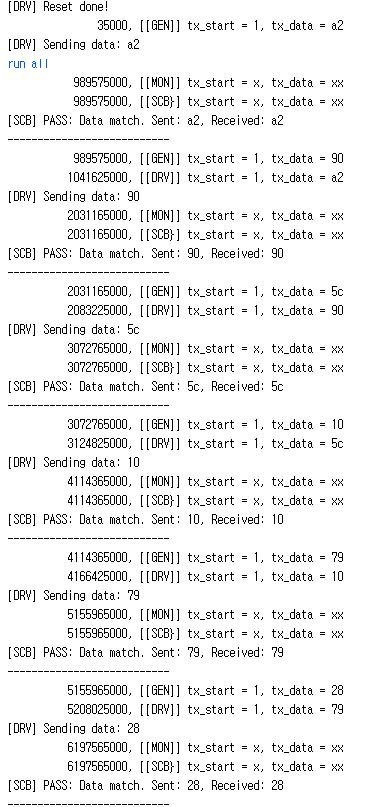 [DRV] Reset done!
35000, [[GEN]] tx_start = 1, tx_data = a2
[DRV] Sending data: a2
run all
989575000, [[MON]] tx_start = x, tx_data = xx
989575000, [[SCB}] tx_start = x, tx_data = xx
[SCB] PASS: Data match. Sent: a2, Received: a2
---------------------------
989575000, [[GEN]] tx_start = 1, tx_data = 90
1041625000, [[DRV]] tx_start = 1, tx_data = a2
[DRV] Sending data: 90
2031165000, [[MON]] tx_start = x, tx_data = xx
2031165000, [[SCB}] tx_start = x, tx_data = xx
[SCB] PASS: Data match. Sent: 90, Received: 90
---------------------------
2031165000, [[GEN]] tx_start = 1, tx_data = 5c
2083225000, [[DRV]] tx_start = 1, tx_data = 90
[DRV] Sending data: 5c
3072765000, [[MON]] tx_start = x, tx_data = xx
3072765000, [[SCB}] tx_start = x, tx_data = xx
[SCB] PASS: Data match. Sent: 5c, Received: 5c
---------------------------
3072765000, [[GEN]] tx_start = 1, tx_data = 10
3124825000, [[DRV]] tx_start = 1, tx_data = 5c
[DRV] Sending data: 10
4114365000, [[MON]] tx_start = x, tx_data = xx
4114365000, [[SCB}] tx_start = x, tx_data = xx
[SCB] PASS: Data match. Sent: 10, Received: 10
---------------------------
4114365000, [[GEN]] tx_start = 1, tx_data = 79
4166425000, [[DRV]] tx_start = 1, tx_data = 10
[DRV] Sending data: 79
5155965000, [[MON]] tx_start = x, tx_data = xx
5155965000, [[SCB}] tx_start = x, tx_data = xx
[SCB] PASS: Data match. Sent: 79, Received: 79
---------------------------
5155965000, [[GEN]] tx_start = 1, tx_data = 28
5208025000, [[DRV]] tx_start = 1, tx_data = 79
[DRV] Sending data: 28
6197565000, [[MON]] tx_start = x, tx_data = xx
6197565000, [[SCB}] tx_start = x, tx_data = xx
[SCB] PASS: Data match. Sent: 28, Received: 28
---------------------------